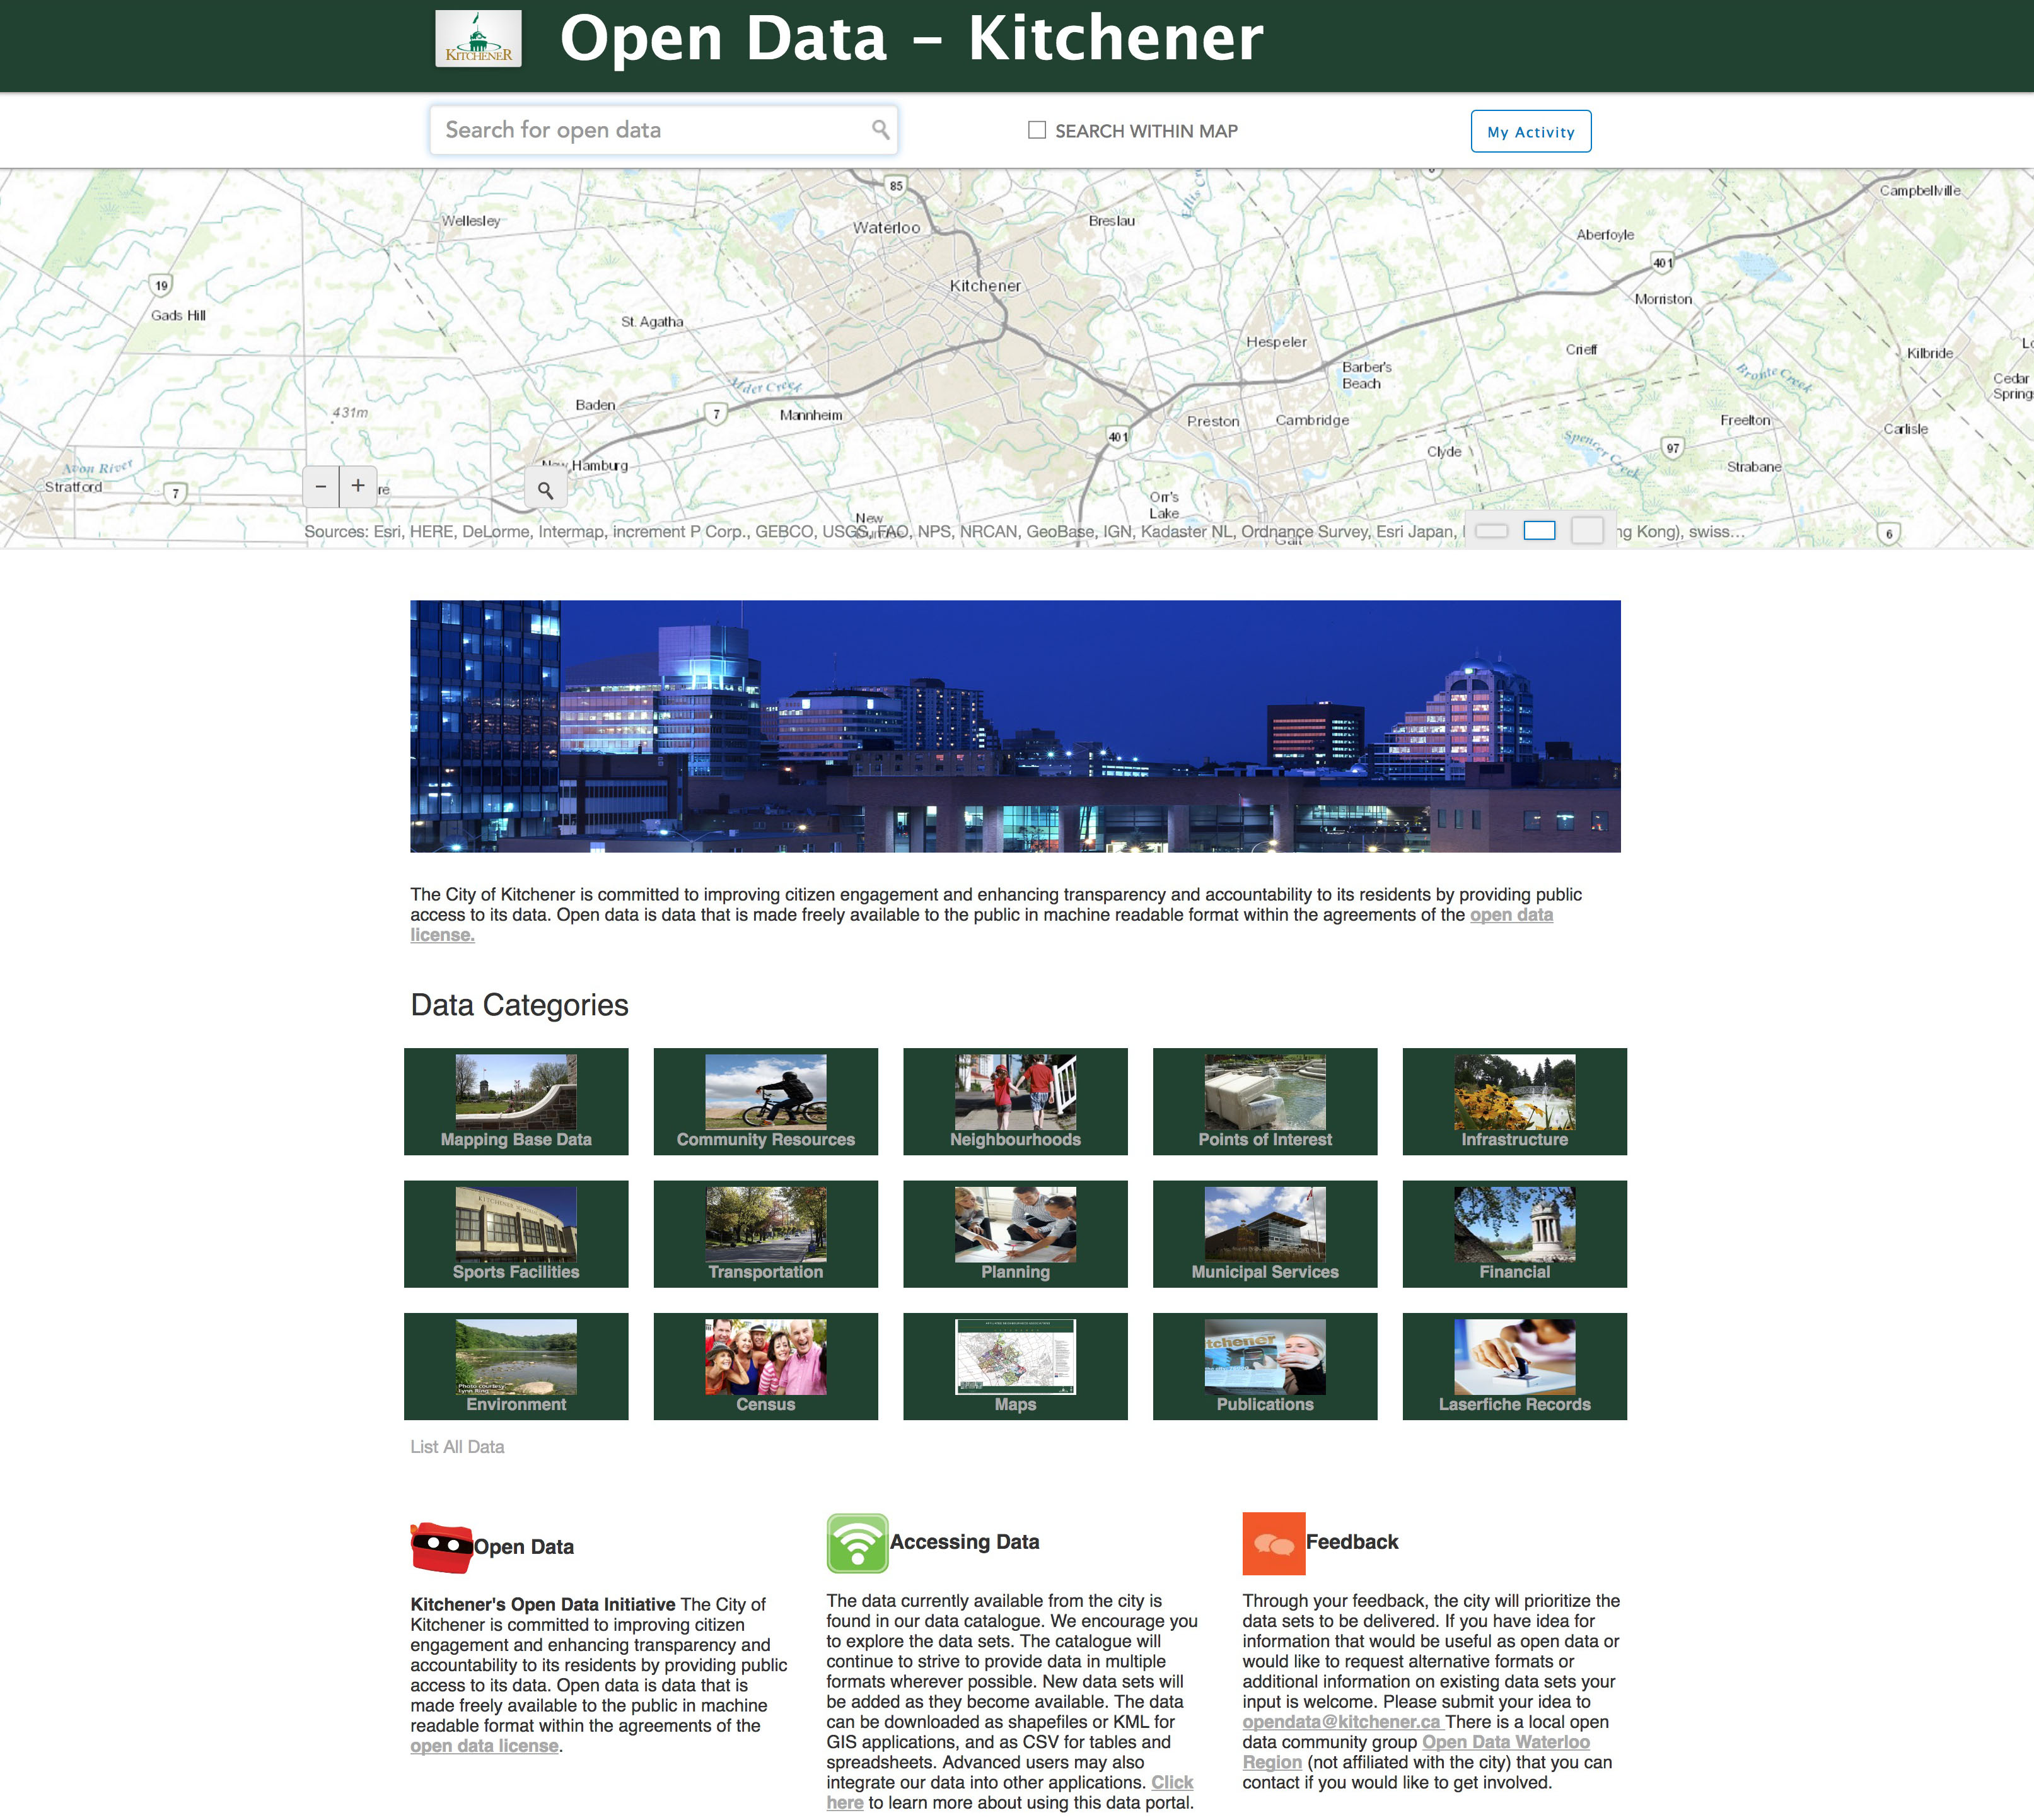 KITCHENER
Open Data – Kitchener
Search for open data
SEARCH WITHIN MAP
My Activity
85
Campbellville
Wellesley
Waterloo
Breslau
Aberfoyle
401
19
Kitchener
Morriston
Gads Hill
St. Agatha
Hespeler
Crieff
Kilbride
Barber's
Beach
Alder Creek
Bronte Creek
Cedar
Spring
431m
Baden
7
Mannheim
Preston
Cambridge
Freelton
Carlisle
401
Clyde
Spencer Creek
97
Strabane
Avon River
Stratford
7
New Hamburg
− +
re
Orr's
Lake
New
Galt
6
Sources: Esri, HERE, DeLorme, Intermap, increment P Corp., GEBCO, USGS, FAO, NPS, NRCAN, GeoBase, IGN, Kadaster NL, Ordnance Survey, Esri Japan, ng Kong), swiss...
The City of Kitchener is committed to improving citizen engagement and enhancing transparency and accountability to its residents by providing public
access to its data. Open data is data that is made freely available to the public in machine readable format within the agreements of the open data
license.
Data Categories
Mapping Base Data
Community Resources
Neighbourhoods
Points of Interest
Infrastructure
Sports Facilities
Transportation
Planning
Municipal Services
Financial
Photo courtesy
Lynn King
Environment
Census
Maps
tchener
Publications
Laserfiche Records
List All Data
Open Data
Kitchener's Open Data Initiative The City of
Kitchener is committed to improving citizen
engagement and enhancing transparency and
accountability to its residents by providing public
access to its data. Open data is data that is
made freely available to the public in machine
readable format within the agreements of the
open data license.
Accessing Data
The data currently available from the city is
found in our data catalogue. We encourage you
to explore the data sets. The catalogue will
continue to strive to provide data in multiple
formats wherever possible. New data sets will
be added as they become available. The data
can be downloaded as shapefiles or KML for
GIS applications, and as CSV for tables and
spreadsheets. Advanced users may also
integrate our data into other applications. Click
here to learn more about using this data portal.
Feedback
Through your feedback, the city will prioritize the
data sets to be delivered. If you have idea for
information that would be useful as open data or
would like to request alternative formats or
additional information on existing data sets your
input is welcome. Please submit your idea to
opendata@kitchener.ca There is a local open
data community group Open Data Waterloo
Region (not affiliated with the city) that you can
contact if you would like to get involved.